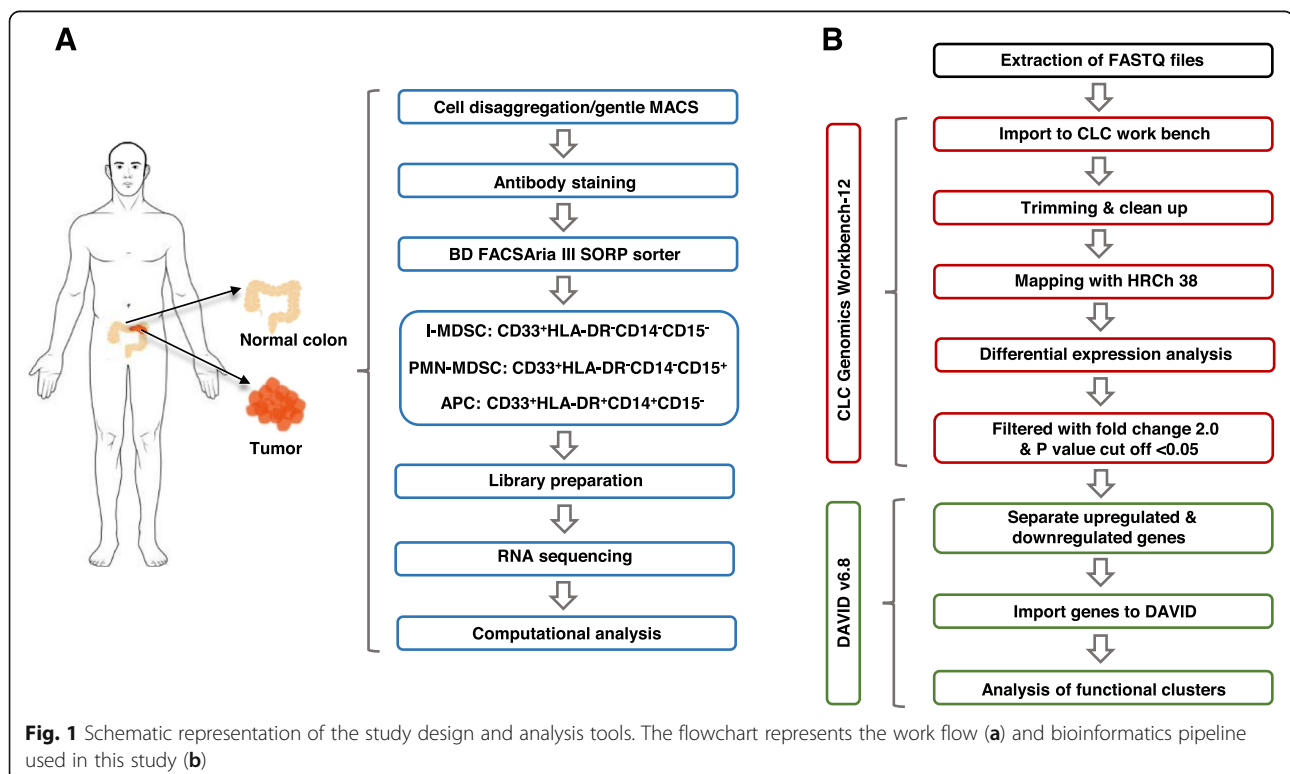 A
Normal colon
Tumor
Cell disaggregation/gentle MACS
Antibody staining
BD FACSAria III SORP sorter
I-MDSC: CD33⁺HLA-DR⁻CD14⁻CD15⁻
PMN-MDSC: CD33⁺HLA-DR⁻CD14⁻CD15⁺
APC: CD33⁺HLA-DR⁺CD14⁺CD15⁻
Library preparation
RNA sequencing
Computational analysis
B
Extraction of FASTQ files
CLC Genomics Workbench-12
Import to CLC work bench
Trimming & clean up
Mapping with HRCh 38
Differential expression analysis
Filtered with fold change 2.0
& P value cut off <0.05
DAVID v6.8
Separate upregulated &
downregulated genes
Import genes to DAVID
Analysis of functional clusters
Fig. 1 Schematic representation of the study design and analysis tools. The flowchart represents the work flow (a) and bioinformatics pipeline
used in this study (b)